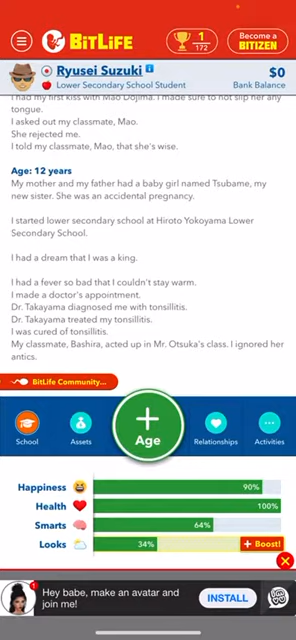 1
172
Become a
BITIZEN
BITLIFE
Ryusei Suzuki
$0
Lower Secondary School Student
Bank Balance
I had my first kiss with Mao Dojima. I made sure to not slip her any
tongue.
I asked out my classmate, Mao.
She rejected me.
I told my classmate, Mao, that she's wise.
Age: 12 years
My mother and my father had a baby girl named Tsubame, my
new sister. She was an accidental pregnancy.
I started lower secondary school at Hiroto Yokoyama Lower
Secondary School.
I had a dream that I was a king.
I had a fever so bad that I couldn't stay warm.
I made a doctor's appointment.
Dr. Takayama diagnosed me with tonsillitis.
Dr. Takayama treated my tonsillitis.
I was cured of tonsillitis.
My classmate, Bashira, acted up in Mr. Otsuka's class. I ignored her
antics.
BitLife Community...
+
Age
School
Assets
Relationships
Activities
Happiness 90%
Health 100%
Smarts 64%
Looks 34% + Boost!
Hey babe, make an avatar and
join me!
INSTALL
1